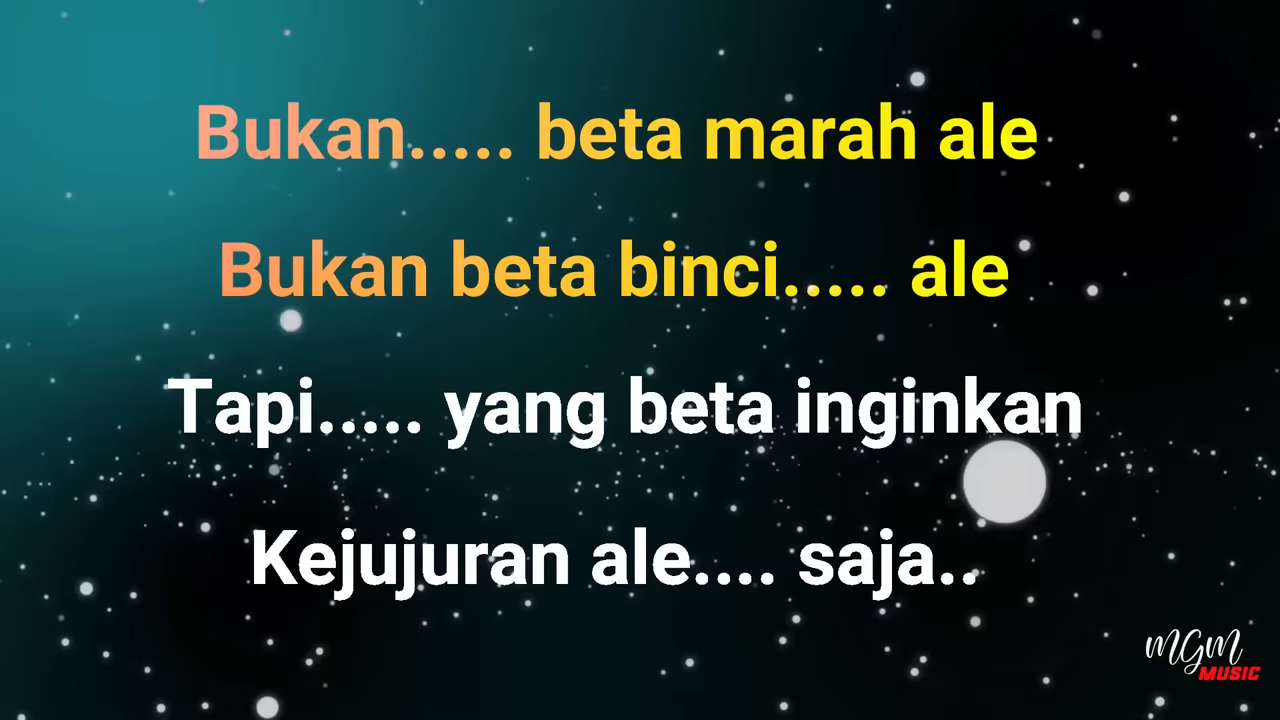 Bukan..... beta marah ale
Bukan beta binci..... ale
Tapi..... yang beta inginkan
Kejujuran ale.... saja..
MGM
MUSIC